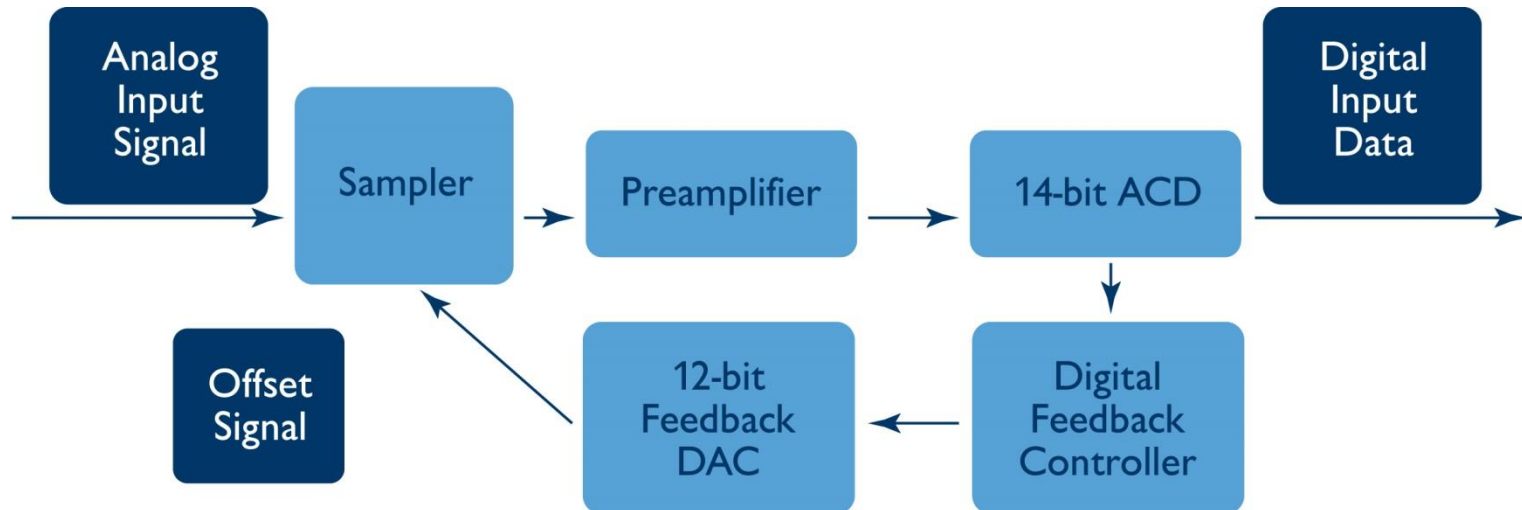 Analog
Input
Signal
Sampler
Preamplifier
14-bit ACD
Digital
Input
Data
Offset
Signal
12-bit
Feedback
DAC
Digital
Feedback
Controller